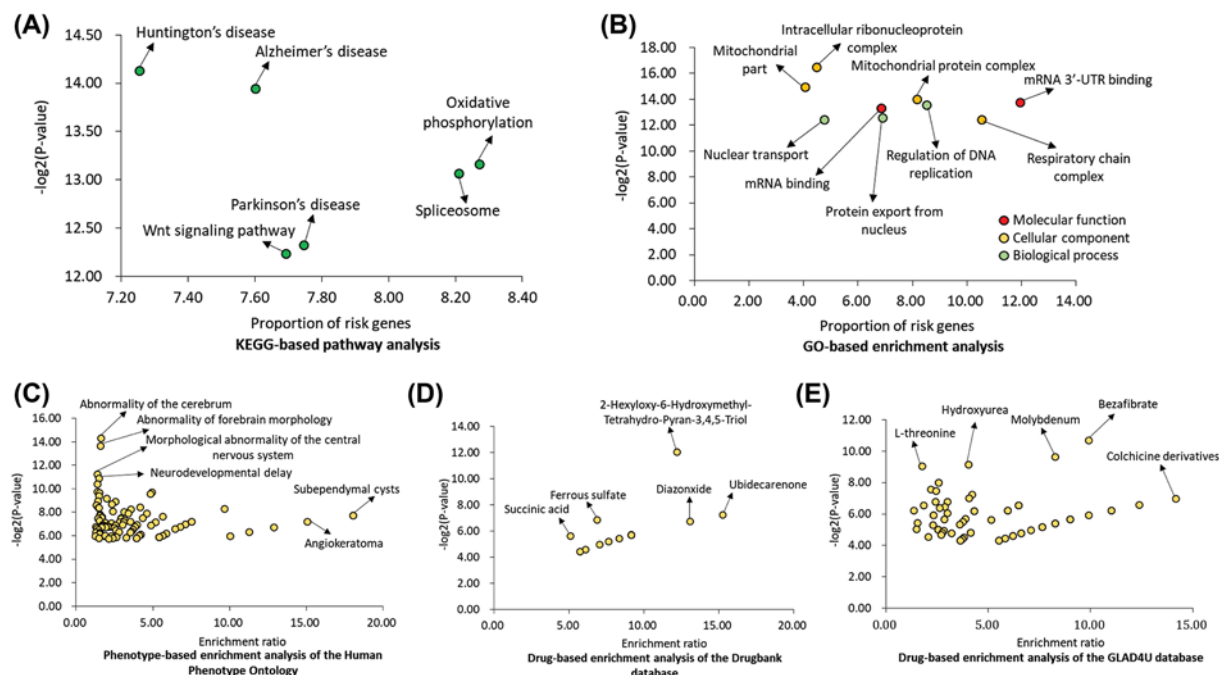 (A)
14.50
14.00
13.50
13.00
12.50
12.00
-log2(P-value)
Huntington's disease
Alzheimer's disease
Oxidative
phosphorylation
Spliceosome
Parkinson's disease
Wnt signaling pathway
7.20 7.40 7.60 7.80 8.00 8.20 8.40
Proportion of risk genes
KEGG-based pathway analysis
(B)
18.00
16.00
14.00
12.00
10.00
8.00
6.00
4.00
2.00
0.00
-log2(P-value)
Intracellular ribonucleoprotein
complex
Mitochondrial
part
Mitochondrial protein complex
mRNA 3'-UTR binding
Nuclear transport
mRNA binding
Regulation of DNA
replication
Respiratory chain
complex
Protein export from
nucleus
Molecular function
Cellular component
Biological process
0.00 2.00 4.00 6.00 8.00 10.00 12.00 14.00
Proportion of risk genes
GO-based enrichment analysis
(C)
16.00
14.00
12.00
10.00
8.00
6.00
4.00
2.00
0.00
-log2(P-value)
Abnormality of the cerebrum
Abnormality of forebrain morphology
Morphological abnormality of the central
nervous system
Neurodevelopmental delay
Subependymal cysts
Angiokeratoma
0.00 5.00 10.00 15.00 20.00
Enrichment ratio
Phenotype-based enrichment analysis of the Human
Phenotype Ontology
(D)
14.00
12.00
10.00
8.00
6.00
4.00
2.00
0.00
-log2(P-value)
2-Hexyloxy-6-Hydroxymethyl-
Tetrahydro-Pyran-3,4,5-Triol
Succinic acid
Ferrous sulfate
Diazonxide
Ubidecarenone
0.00 5.00 10.00 15.00 20.00
Enrichment ratio
Drug-based enrichment analysis of the Drugbank
database
(E)
12.00
10.00
8.00
6.00
4.00
2.00
0.00
-log2(P-value)
L-threonine
Hydroxyurea
Molybdenum
Bezafibrate
Colchicine derivatives
0.00 5.00 10.00 15.00
Enrichment ratio
Drug-based enrichment analysis of the GLAD4U database